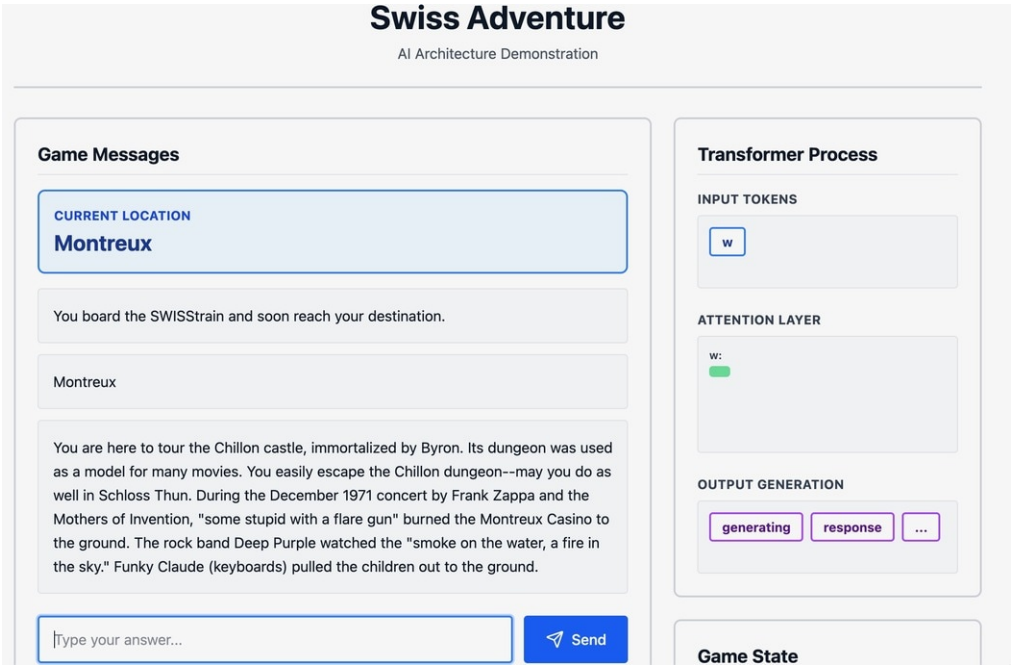 Swiss Adventure
AI Architecture Demonstration
Game Messages
CURRENT LOCATION
Montreux
You board the SWISStrain and soon reach your destination.
Montreux
You are here to tour the Chillon castle, immortalized by Byron. Its dungeon was used
as a model for many movies. You easily escape the Chillon dungeon--may you do as
well in Schloss Thun. During the December 1971 concert by Frank Zappa and the
Mothers of Invention, "some stupid with a flare gun" burned the Montreux Casino to
the ground. The rock band Deep Purple watched the "smoke on the water, a fire in
the sky." Funky Claude (keyboards) pulled the children out to the ground.
Type your answer...
Send
Transformer Process
INPUT TOKENS
w
ATTENTION LAYER
w:
OUTPUT GENERATION
generating response ...
Game State